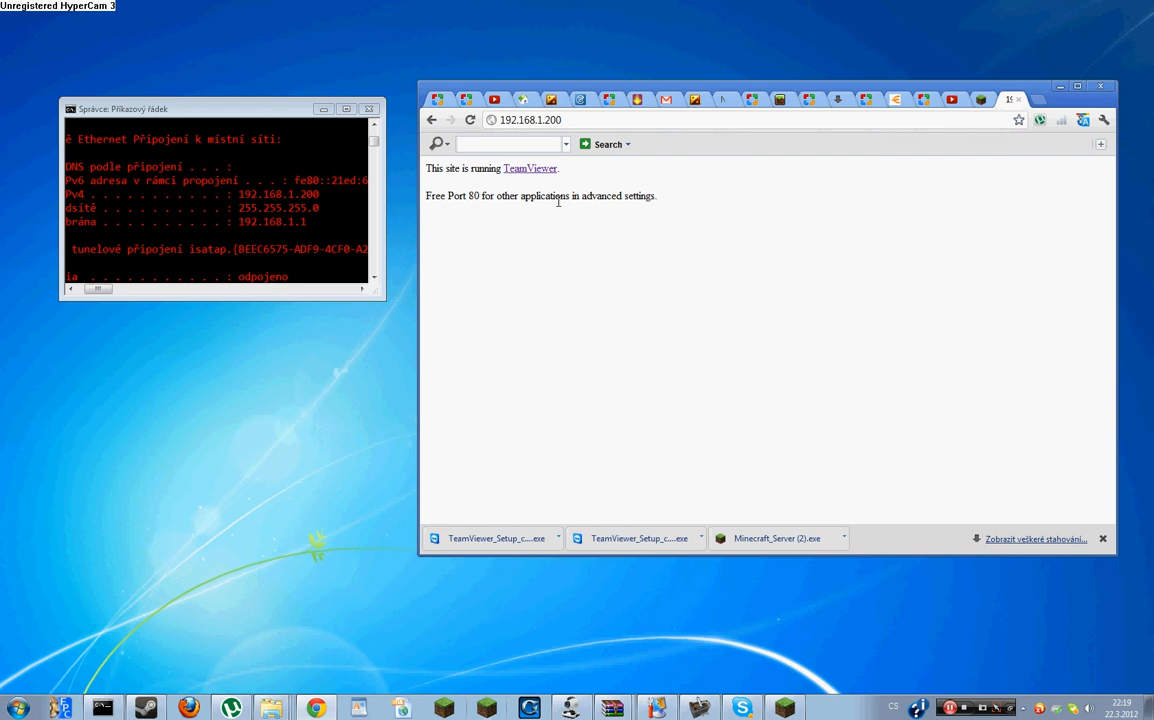 Unregistered HyperCam 3
Správce: Příkazový řádek
ě Ethernet Připojení k místní síti:
DNS podle připojení . . . :
Pv6 adresa v rámci propojení . . . . : fe80::21ed:6
Pv4 . . . . . . . . . . . : 192.168.1.200
dsítě . . . . . . . . . . : 255.255.255.0
brána . . . . . . . . . . : 192.168.1.1
tunelové připojení isatap.{BEEC6575-ADF9-4CF0-A2
ia . . . . . . . . . . . : odpojeno
192.168.1.200
Search
This site is running TeamViewer.
Free Port 80 for other applications in advanced settings.
TeamViewer_Setup_c....exe
TeamViewer_Setup_c....exe
Minecraft_Server (2).exe
Zobrazit veškeré stahování...
CS
22:19
22.3.2012